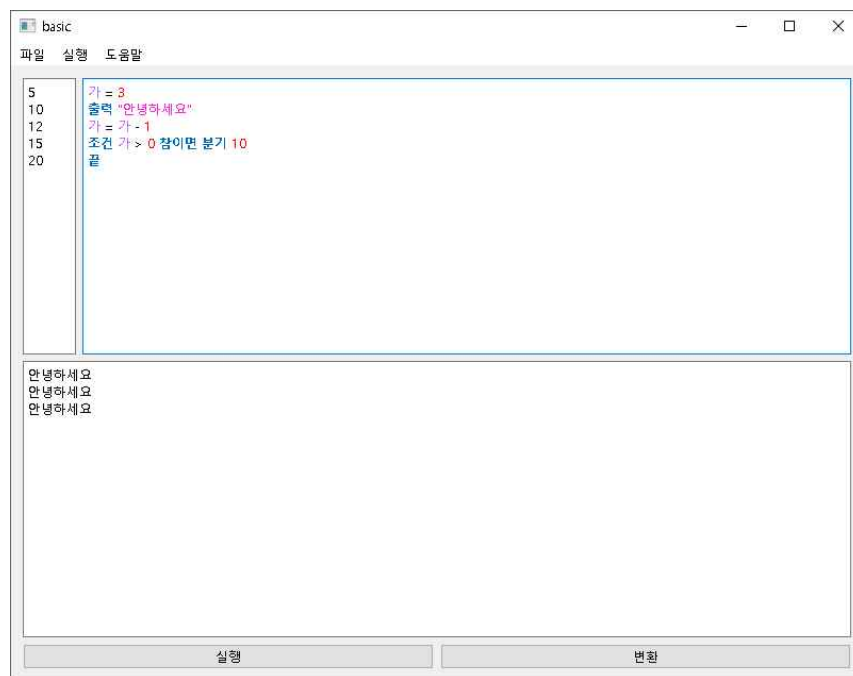 basic
파일 실행 도움말
5 가 = 3
10 출력 "안녕하세요"
12 가 = 가 - 1
15 조건 가 > 0 참이면 분기 10
20 끝
안녕하세요
안녕하세요
안녕하세요
실행 변환